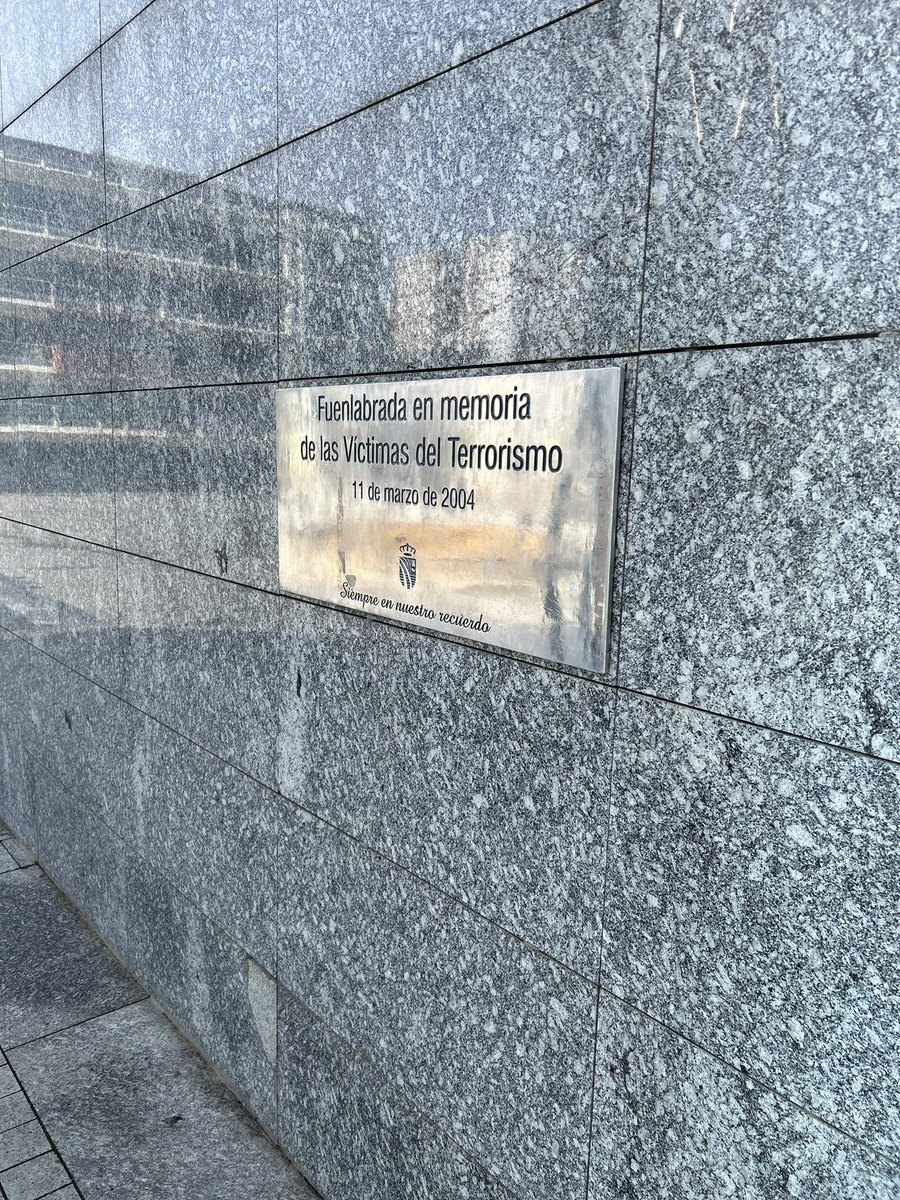 Fuenlabrada en memoria
de las Víctimas del Terrorismo
11 de marzo de 2004
Siempre en nuestro recuerdo